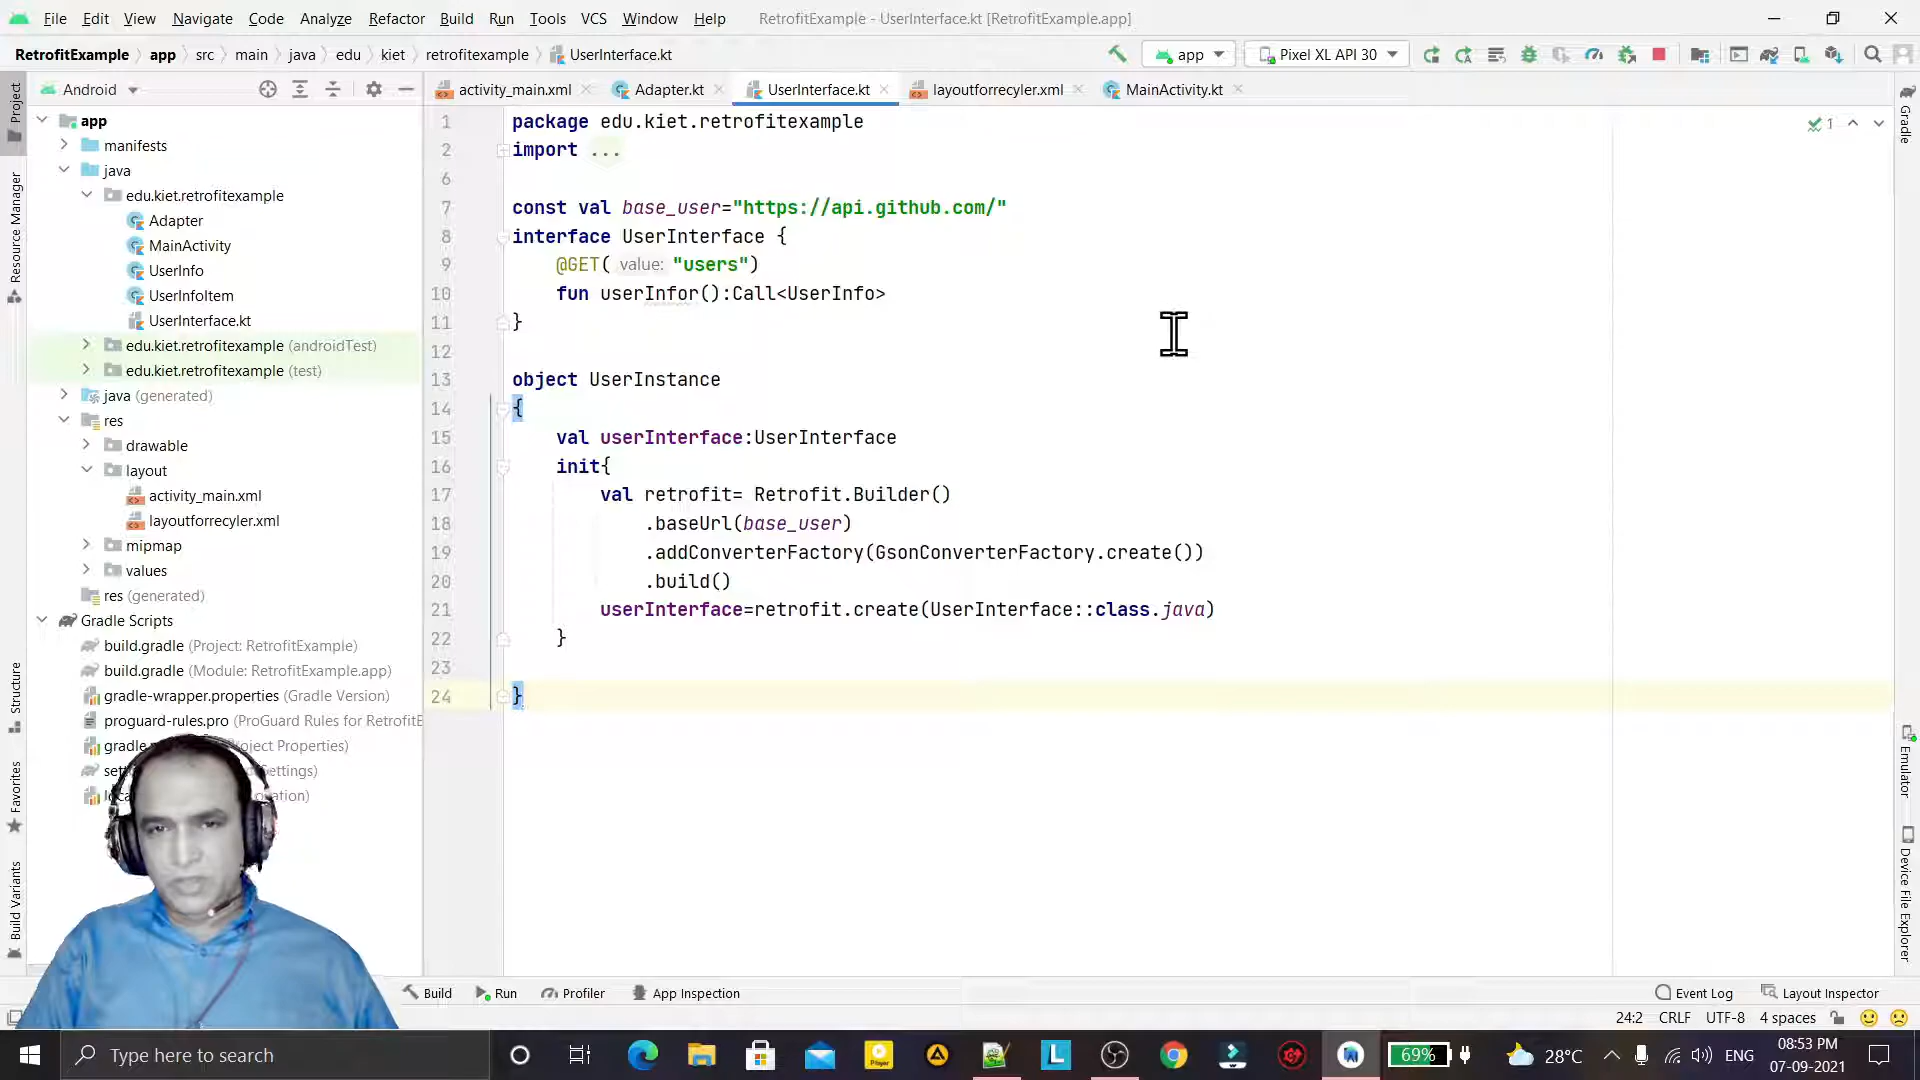 File Edit View Navigate Code Analyze Refactor Build Run Tools VCS Window Help RetrofitExample - UserInterface.kt [RetrofitExample.app]
RetrofitExample app src main java edu kiet retrofitexample UserInterface.kt app Pixel XL API 30
Android activity_main.xml Adapter.kt UserInterface.kt layoutforrecyler.xml MainActivity.kt
Project
Resource Manager
Structure
Favorites
Build Variants
app
manifests
java
edu.kiet.retrofitexample
Adapter
MainActivity
UserInfo
UserInfoItem
UserInterface.kt
edu.kiet.retrofitexample (androidTest)
edu.kiet.retrofitexample (test)
java (generated)
res
drawable
layout
activity_main.xml
layoutforrecyler.xml
mipmap
values
res (generated)
Gradle Scripts
build.gradle (Project: RetrofitExample)
build.gradle (Module: RetrofitExample.app)
gradle-wrapper.properties (Gradle Version)
proguard-rules.pro (ProGuard Rules for RetrofitE
gradle Project Properties)
Settings)
1 package edu.kiet.retrofitexample
2 import ...
6
7 const val base_user="https://api.github.com/"
8 interface UserInterface {
9 @GET( value: "users")
10 fun userInfor():Call<UserInfo>
11 }
12
13 object UserInstance
14 {
15 val userInterface:UserInterface
16 init{
17 val retrofit= Retrofit.Builder()
18 .baseUrl(base_user)
19 .addConverterFactory(GsonConverterFactory.create())
20 .build()
21 userInterface=retrofit.create(UserInterface::class.java)
22 }
23
24 }
1
Gradle
Emulator
Device File Explorer
Build Run Profiler App Inspection Event Log Layout Inspector
24:2 CRLF UTF-8 4 spaces
Type here to search L 69% 28°C ENG 08:53 PM
07-09-2021